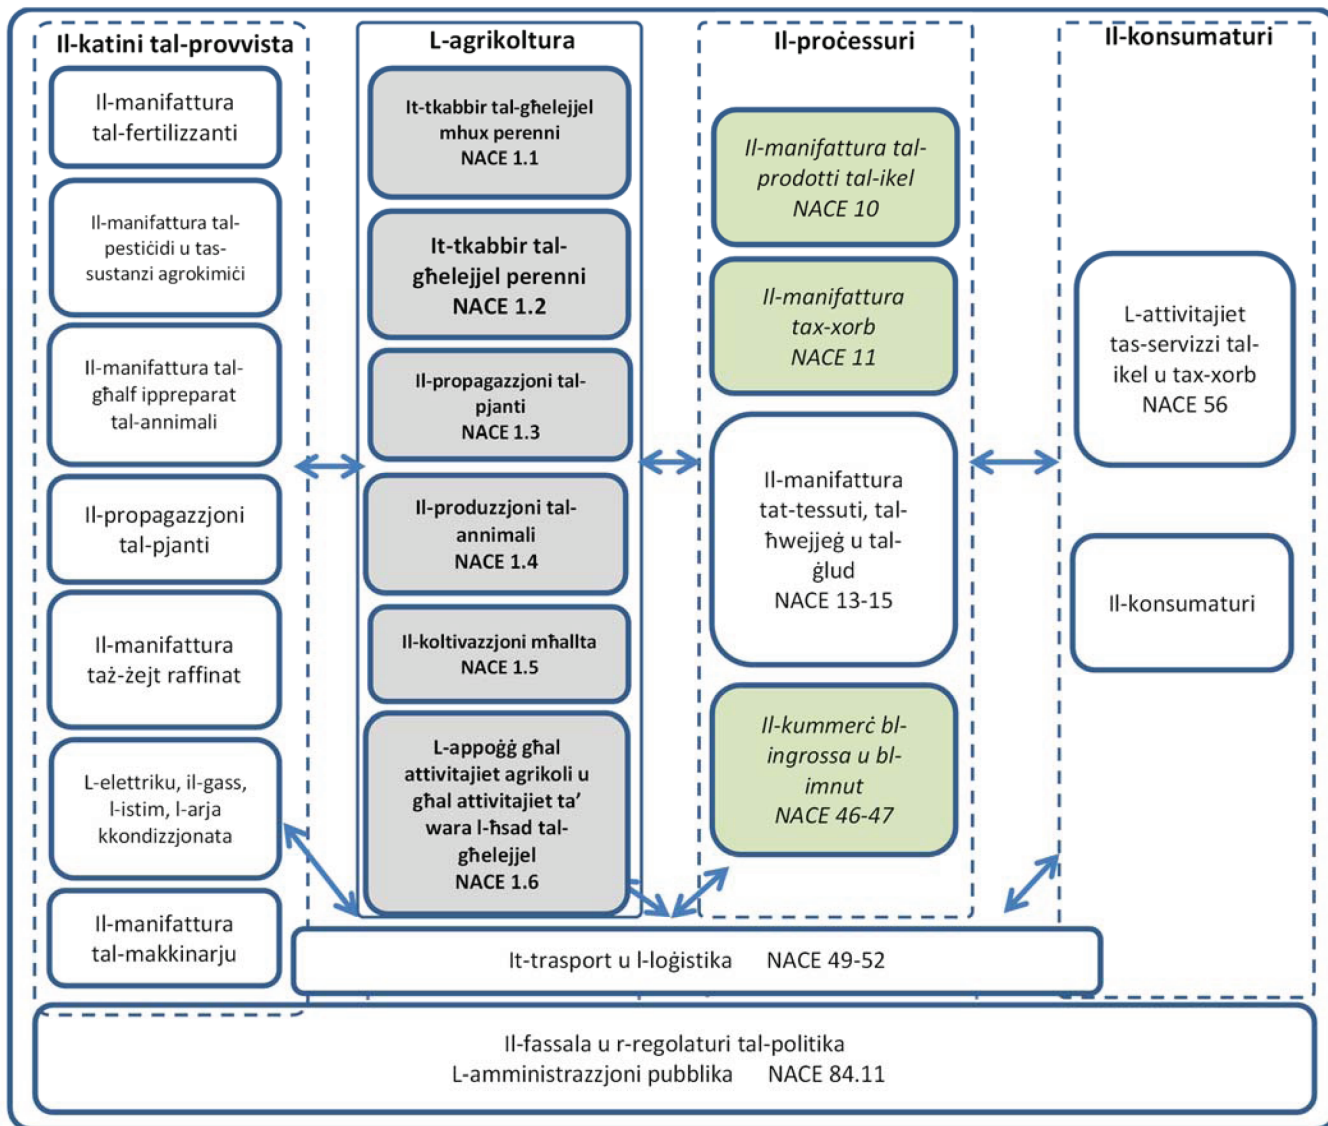 Il-katini tal-provvista
Il-manifattura
tal-fertilizzanti
Il-manifattura tal-
pestiċidi u tas-
sustanzi agrokimiċi
Il-manifattura tal-
għalf ippreparat
tal-annimali
Il-propagazzjoni
tal-pjanti
Il-manifattura
taż-żejt raffinat
L-elettriku, il-gass,
l-istim, l-arja
kkondizzjonata
Il-manifattura
tal-makkinarju
L-agrikoltura
It-tkabbir tal-għelejjel
mhux perenni
NACE 1.1
It-tkabbir tal-
għelejjel perenni
NACE 1.2
Il-propagazzjoni tal-
pjanti
NACE 1.3
Il-produzzjoni tal-
annimali
NACE 1.4
Il-koltivazzjoni mħallta
NACE 1.5
L-appoġġ għal
attivitajiet agrikoli u
għal attivitajiet ta'
wara l-ħsad tal-
għelejjel
NACE 1.6
Il-proċessuri
Il-manifattura tal-
prodotti tal-ikel
NACE 10
Il-manifattura
tax-xorb
NACE 11
Il-manifattura
tat-tessuti, tal-
ħwejjeġ u tal-
ġlud
NACE 13-15
Il-kummerċ bl-
ingrossa u bl-
imnut
NACE 46-47
Il-konsumaturi
L-attivitajiet
tas-servizzi tal-
ikel u tax-xorb
NACE 56
Il-konsumaturi
It-trasport u l-loġistika NACE 49-52
Il-fassala u r-regolaturi tal-politika
L-amministrazzjoni pubblika NACE 84.11